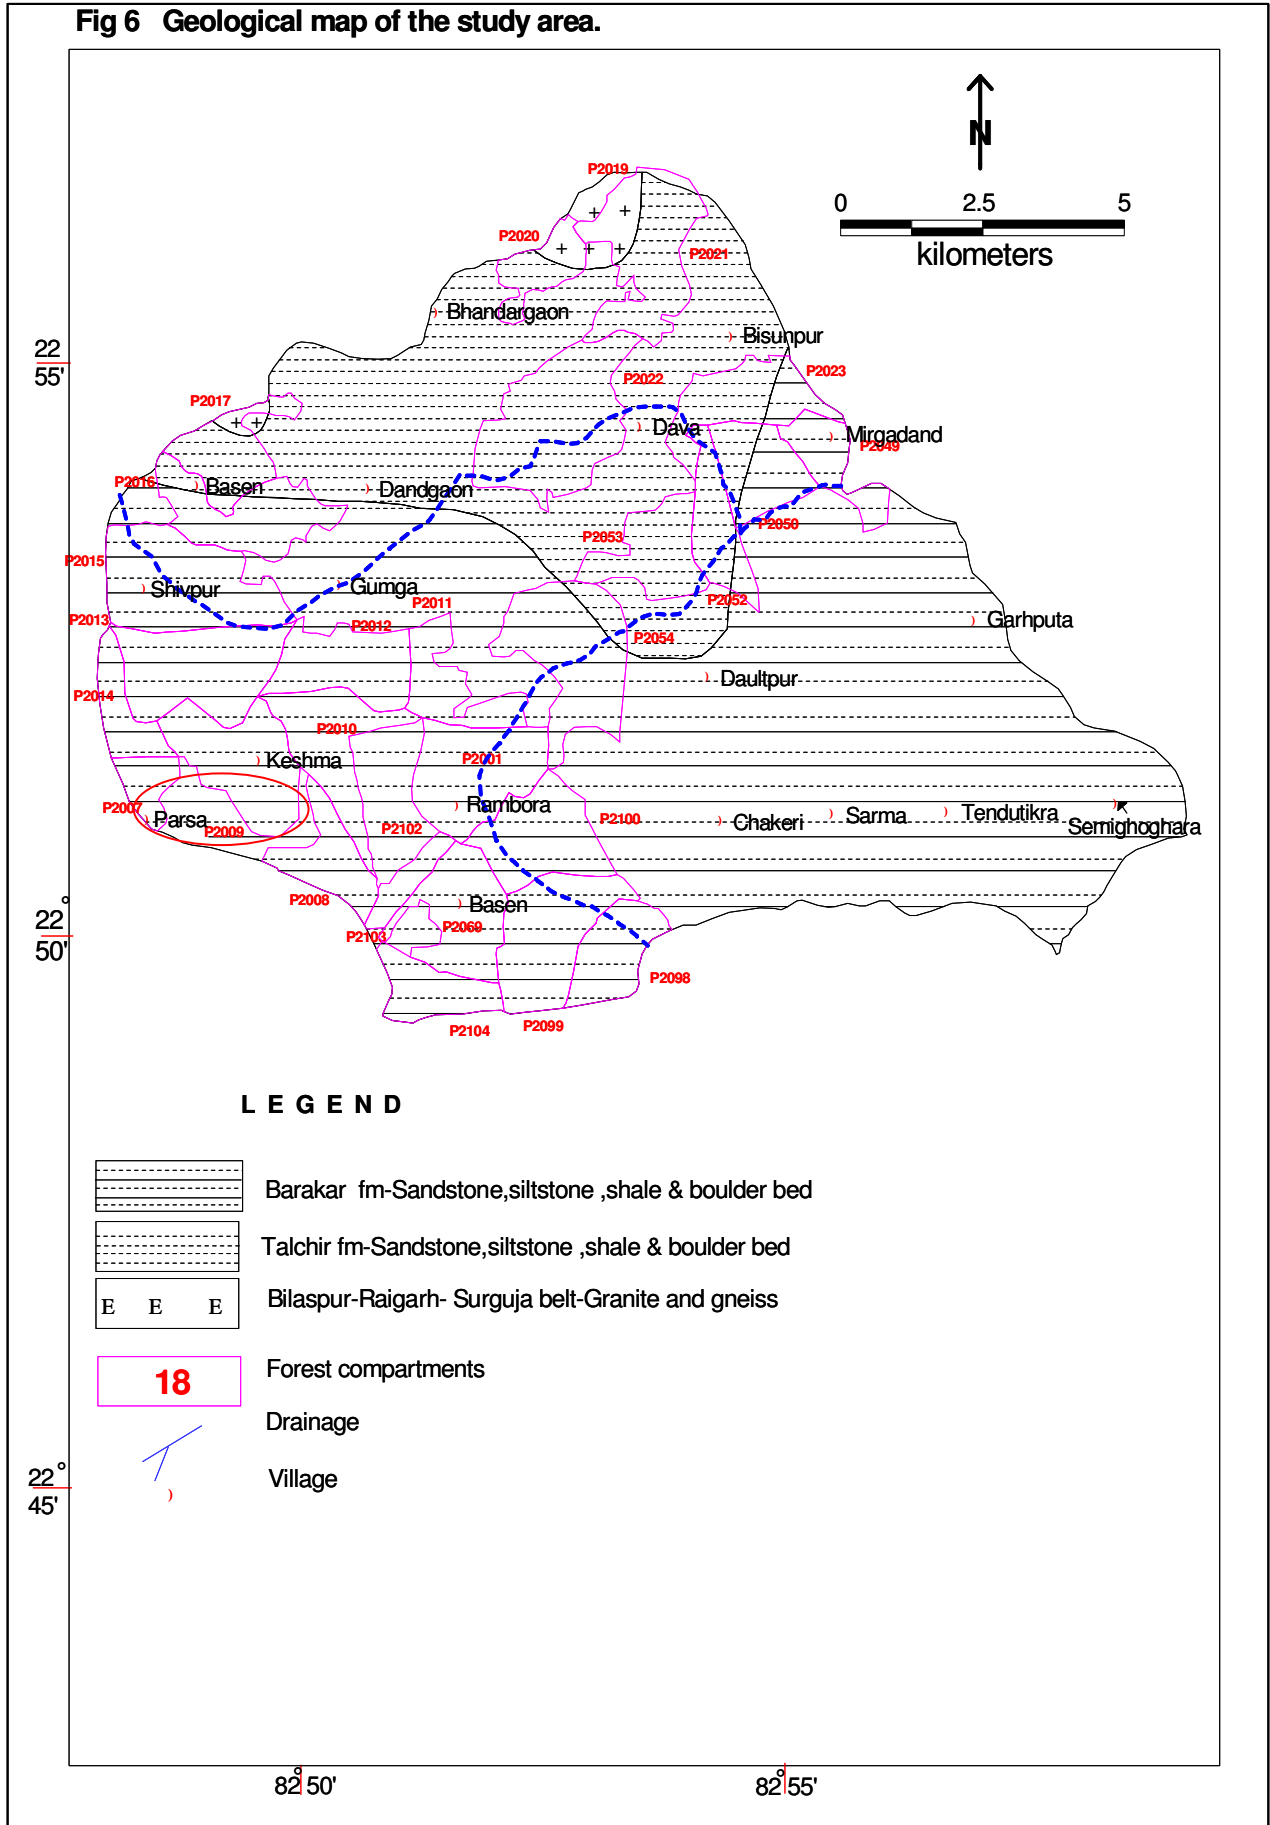 Fig 6 Geological map of the study area.
N
0 2.5 5
kilometers
P2019
P2020
P2021
Bhandargaon
Bisunpur
22
55'
P2022
P2023
P2017
Dava
Mirgadand
P2049
P2016
Basen
Dandgaon
P2050
P2053
P2015
Shivpur
Gumga
P2011
P2052
P2013
P2012
Garhputa
P2054
Daultpur
P2014
P2010
Keshma
P2001
P2007
Parsa
P2009
Rambora
P2102
P2100
Chakeri
Sarma
Tendutikra
Semighoghara
P2008
Basen
22°
50'
P2069
P2103
P2098
P2104
P2099
LEGEND
Barakar fm-Sandstone,siltstone ,shale & boulder bed
Talchir fm-Sandstone,siltstone ,shale & boulder bed
E E E
Bilaspur-Raigarh- Surguja belt-Granite and gneiss
18
Forest compartments
Drainage
Village
22°
45'
82°50'
82°55'